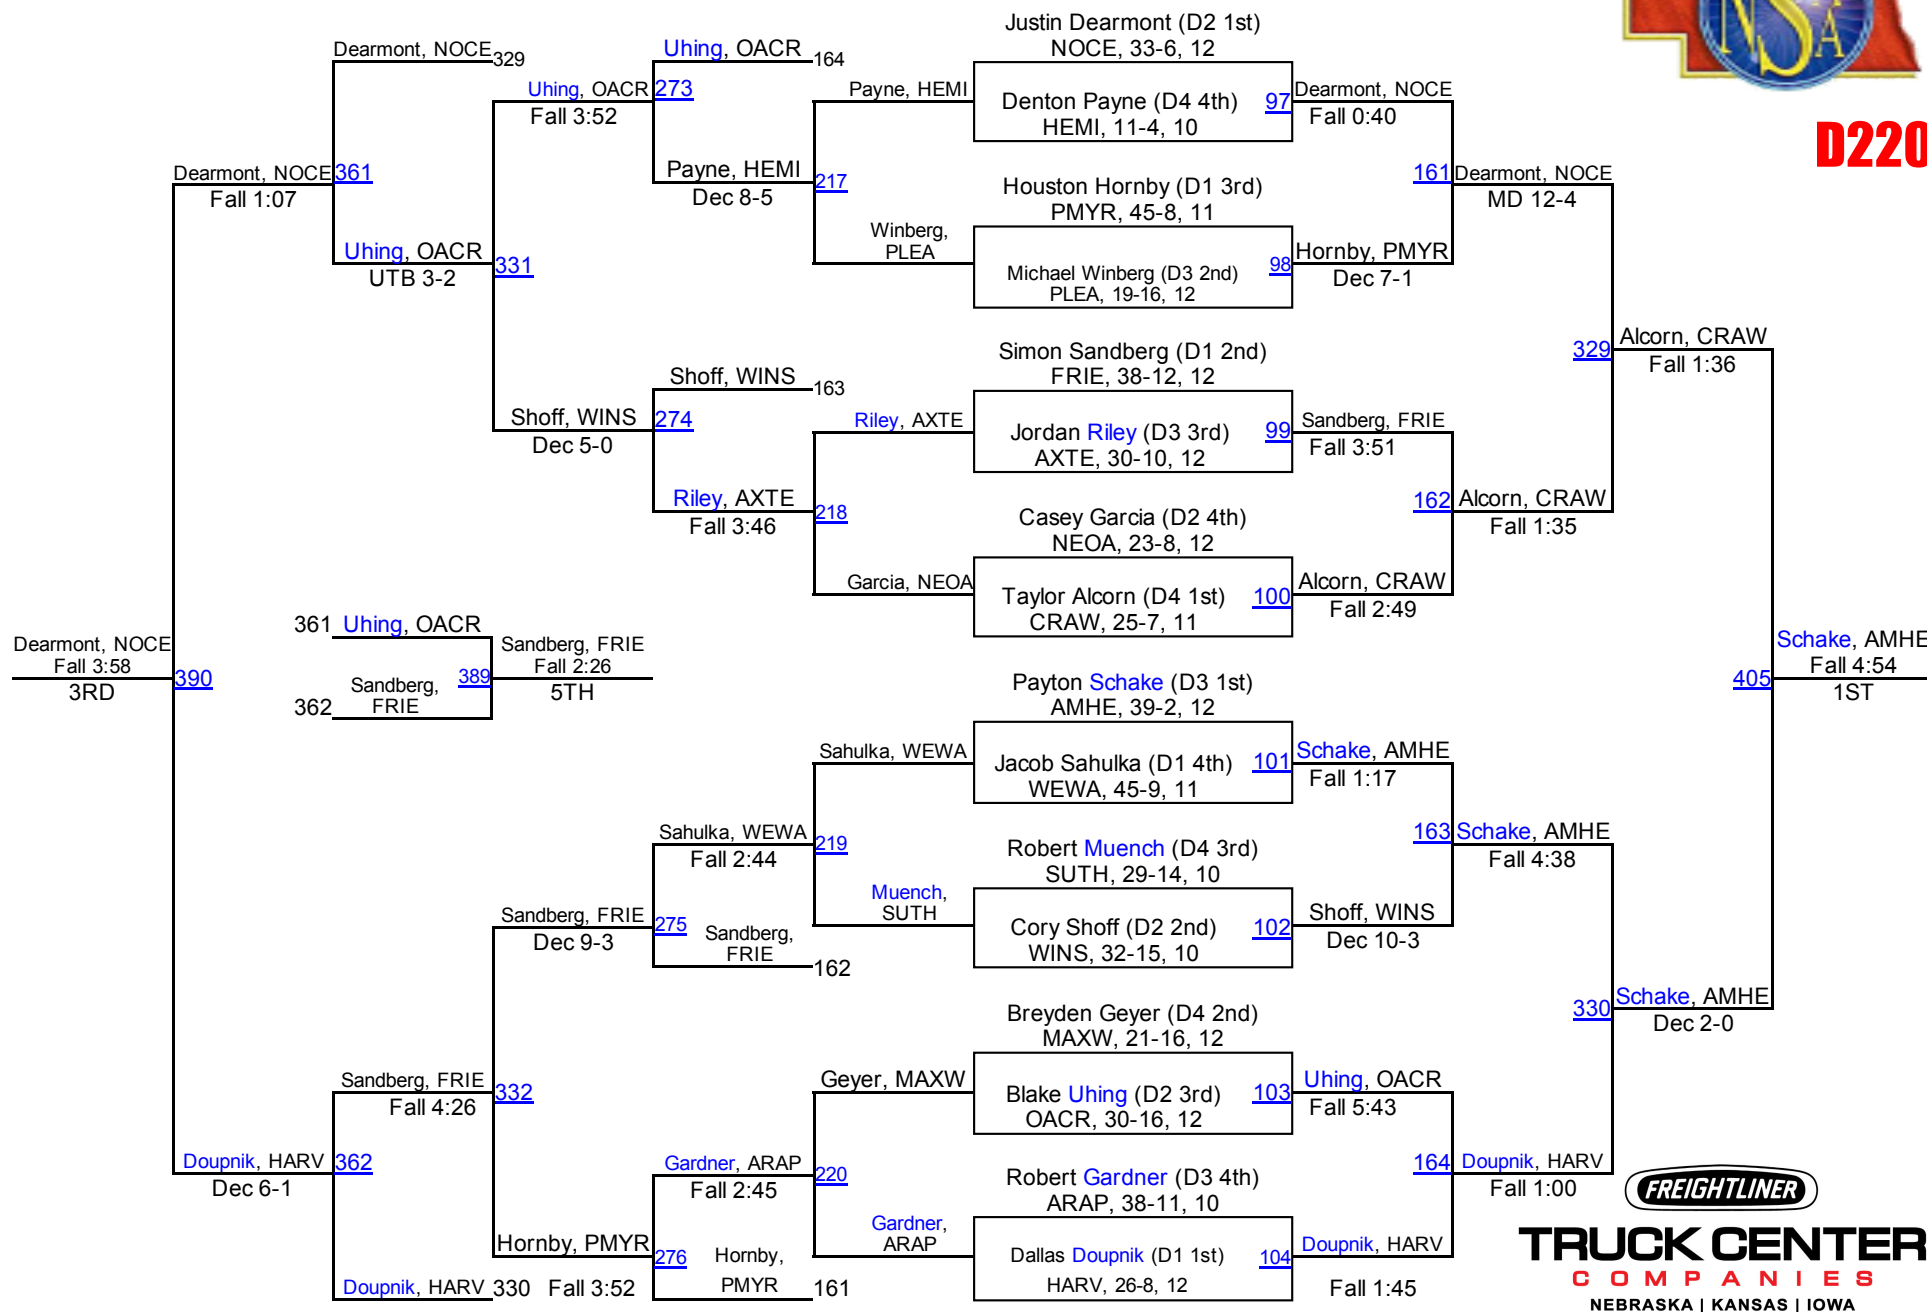 Justin Dearmont (D2 1st)
NOCE, 33-6, 12
Denton Payne (D4 4th)
HEMI, 11-4, 10
97
Houston Hornby (D1 3rd)
PMYR, 45-8, 11
Michael Winberg (D3 2nd)
PLEA, 19-16, 12
98
Simon Sandberg (D1 2nd)
FRIE, 38-12, 12
Jordan Riley (D3 3rd)
AXTE, 30-10, 12
99
Casey Garcia (D2 4th)
NEOA, 23-8, 12
Taylor Alcorn (D4 1st)
CRAW, 25-7, 11
100
Payton Schake (D3 1st)
AMHE, 39-2, 12
Jacob Sahulka (D1 4th)
WEWA, 45-9, 11
101
Robert Muench (D4 3rd)
SUTH, 29-14, 10
Cory Shoff (D2 2nd)
WINS, 32-15, 10
102
Breyden Geyer (D4 2nd)
MAXW, 21-16, 12
Blake Uhing (D2 3rd)
OACR, 30-16, 12
103
Robert Gardner (D3 4th)
ARAP, 38-11, 10
Dallas Doupnik (D1 1st)
HARV, 26-8, 12
104
Dearmont, NOCE
Fall 0:40
Hornby, PMYR
Dec 7-1
Sandberg, FRIE
Fall 3:51
Alcorn, CRAW
Fall 2:49
Schake, AMHE
Fall 1:17
Shoff, WINS
Dec 10-3
Uhing, OACR
Fall 5:43
Doupnik, HARV
Fall 1:45
161
Dearmont, NOCE
MD 12-4
162
Alcorn, CRAW
Fall 1:35
163
Schake, AMHE
Fall 4:38
164
Doupnik, HARV
Fall 1:00
329
Alcorn, CRAW
Fall 1:36
330
Schake, AMHE
Dec 2-0
405
Schake, AMHE
Fall 4:54
1ST
Payne, HEMI
Winberg,
PLEA
217
Riley, AXTE
Garcia, NEOA
218
Sahulka, WEWA
Muench,
SUTH
219
Geyer, MAXW
Gardner,
ARAP
220
Uhing, OACR
164
Payne, HEMI
Dec 8-5
273
Shoff, WINS
163
Riley, AXTE
Fall 3:46
274
Sahulka, WEWA
Fall 2:44
Sandberg,
FRIE
162
275
Gardner, ARAP
Fall 2:45
Hornby,
PMYR
161
276
Uhing, OACR
Fall 3:52
Shoff, WINS
Dec 5-0
331
Sandberg, FRIE
Dec 9-3
Hornby, PMYR
Fall 3:52
332
Dearmont, NOCE
329
Uhing, OACR
UTB 3-2
361
Sandberg, FRIE
Fall 4:26
Doupnik, HARV
330
362
Dearmont, NOCE
Fall 1:07
Doupnik, HARV
Dec 6-1
390
Dearmont, NOCE
Fall 3:58
3RD
361
Uhing, OACR
362
Sandberg,
FRIE
389
Sandberg, FRIE
Fall 2:26
5TH
D220
FREIGHTLINER
TRUCK CENTER
COMPANIES
NEBRASKA | KANSAS | IOWA